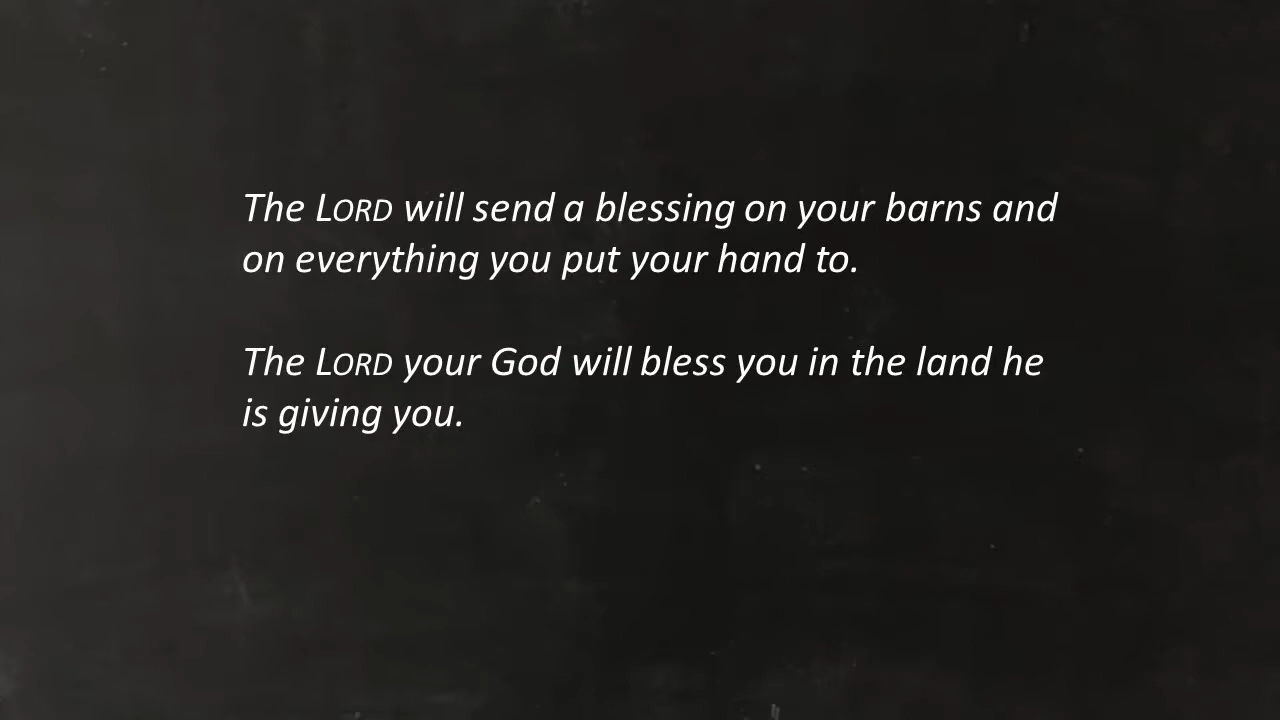 The LORD will send a blessing on your barns and
on everything you put your hand to.
The LORD your God will bless you in the land he
is giving you.